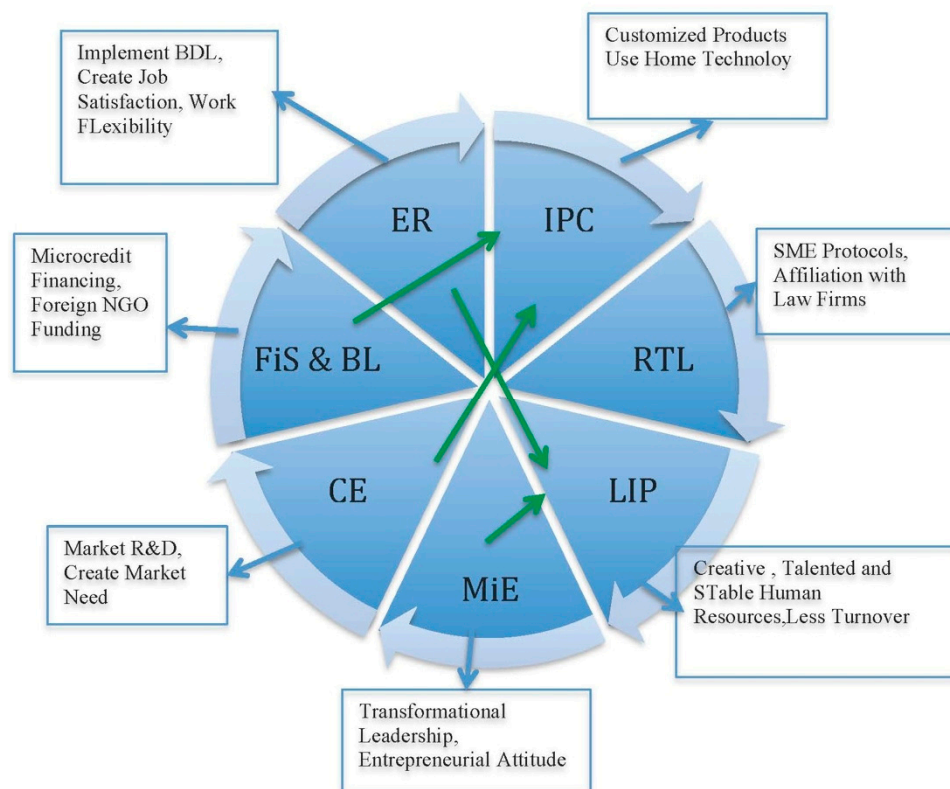 Implement BDL,
Create Job
Satisfaction, Work
FLexibility
Customized Products
Use Home Technoloy
ER
IPC
Microcredit
Financing,
Foreign NGO
Funding
SME Protocols,
Affiliation with
Law Firms
FiS & BL
RTL
CE
LIP
Market R&D,
Create Market
Need
MiE
Creative , Talented and
STable Human
Resources,Less Turnover
Transformational
Leadership,
Entrepreneurial Attitude